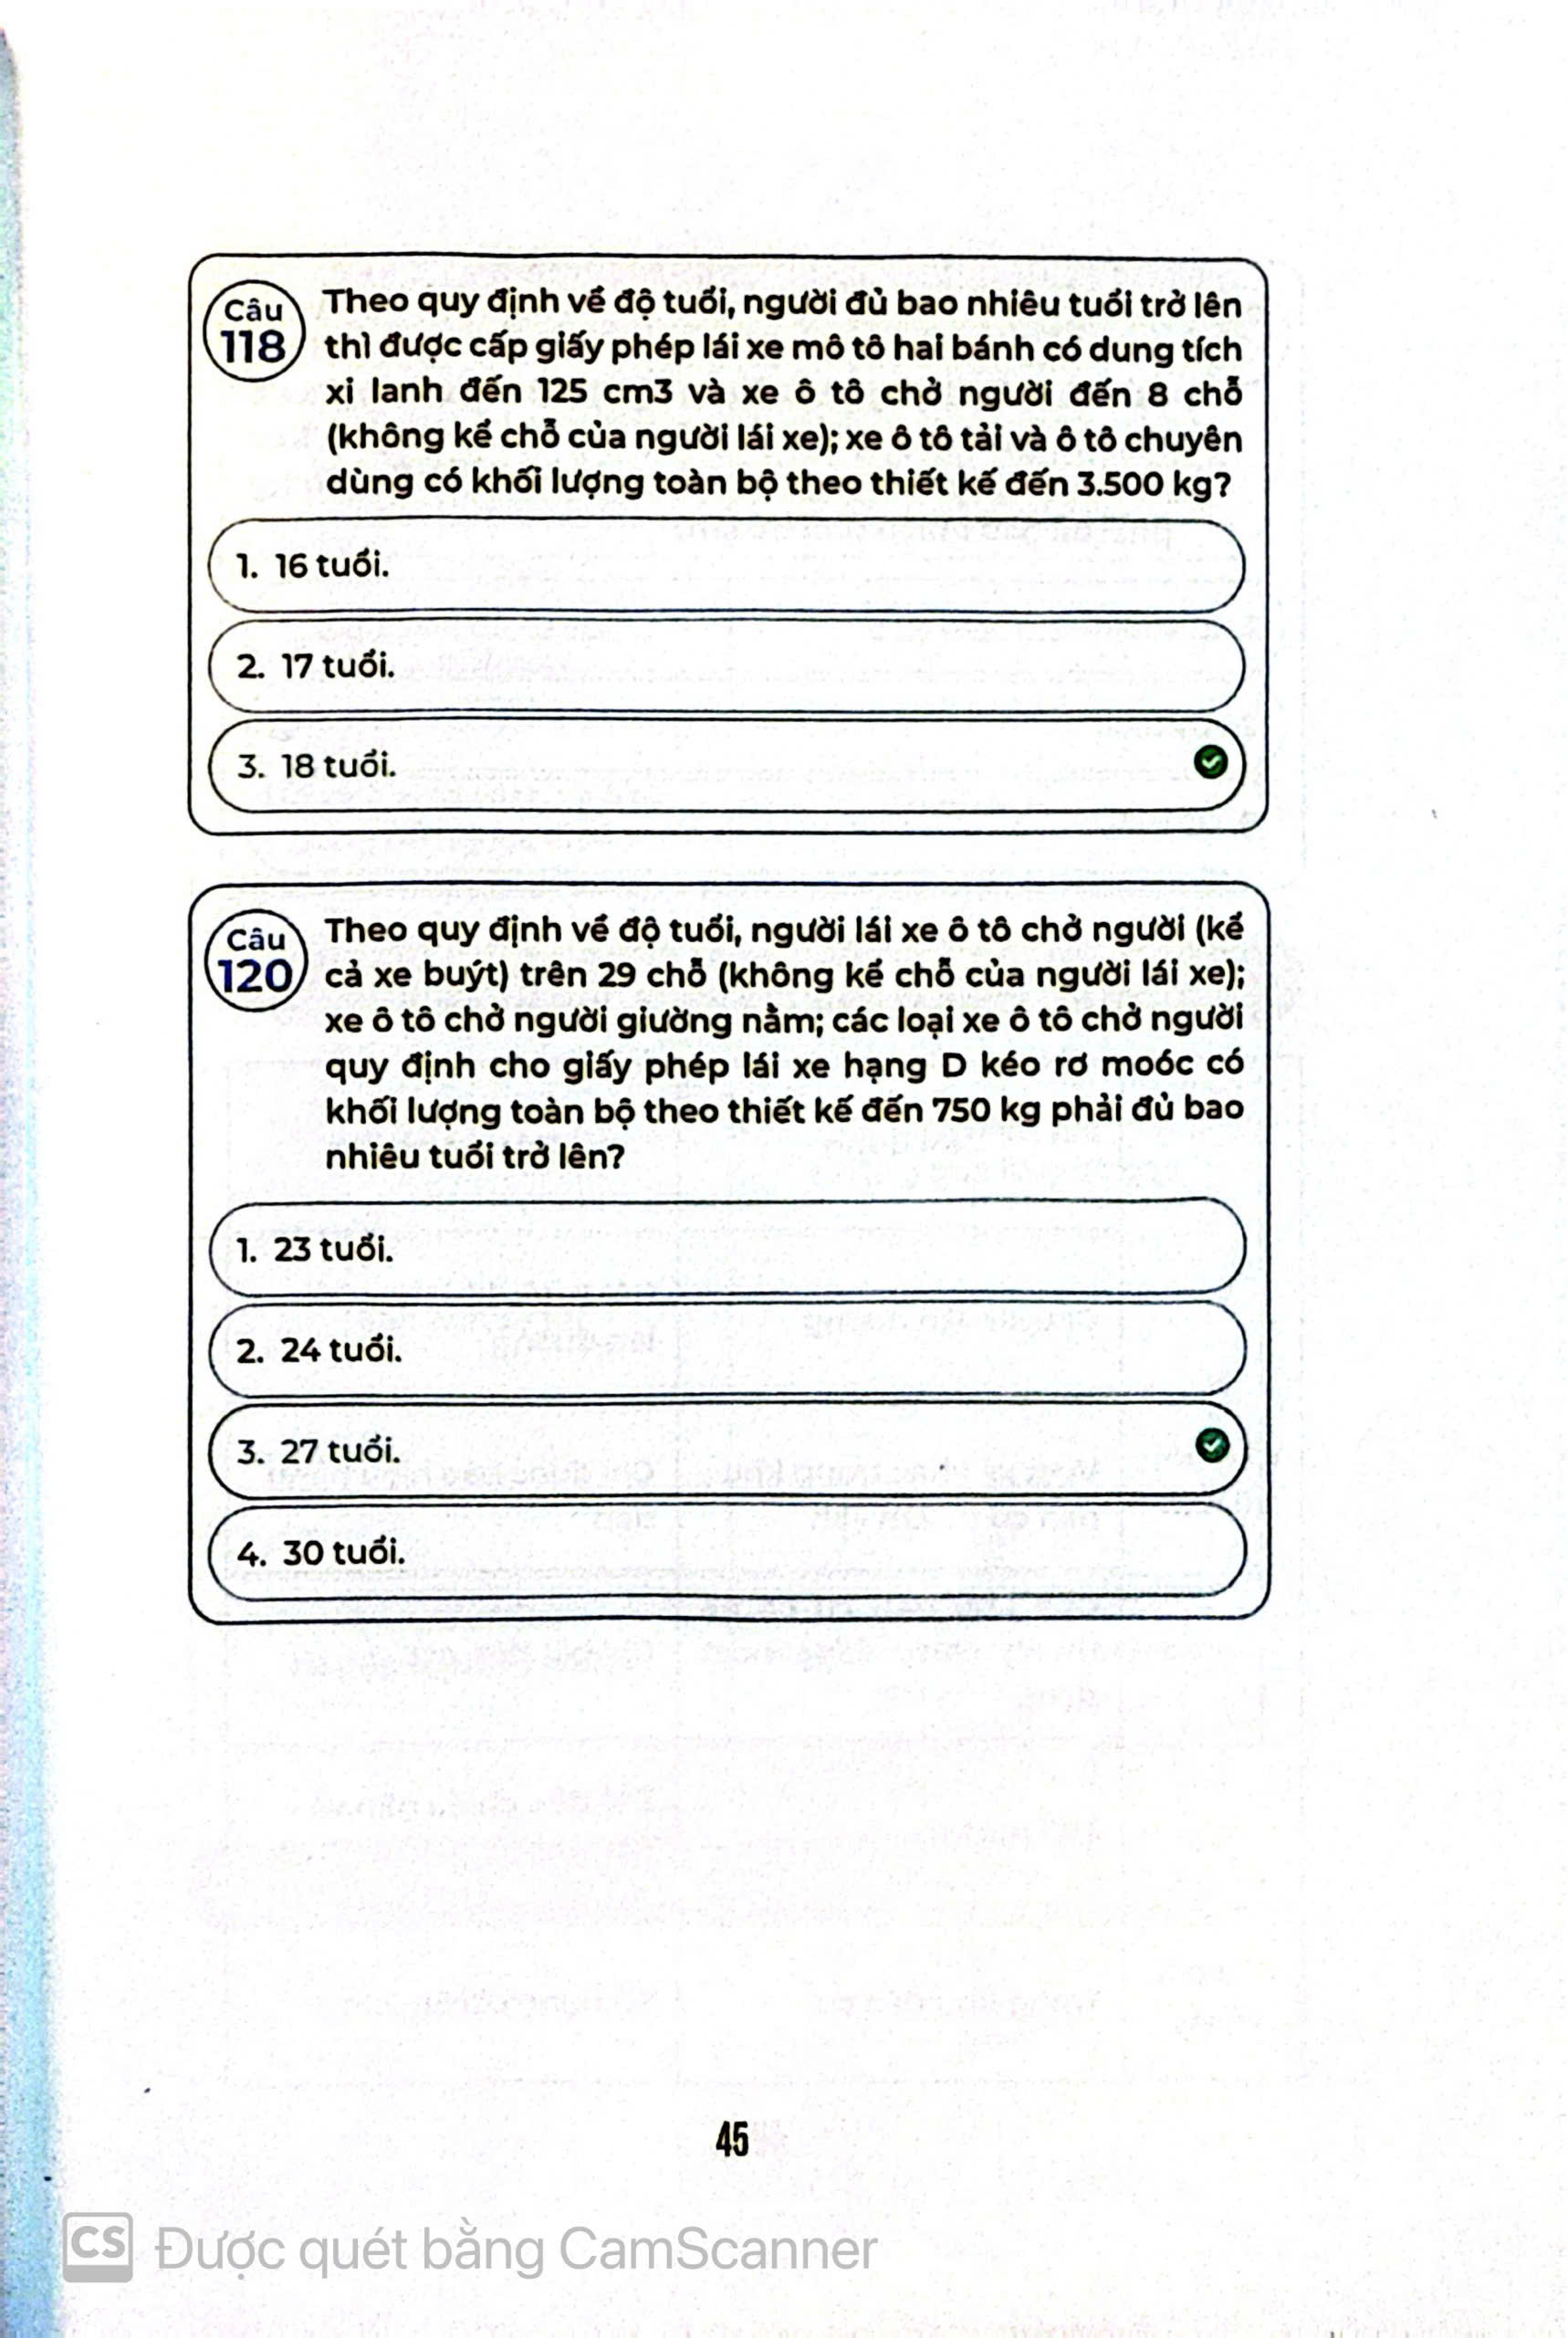 Câu
118
Theo quy định về độ tuổi, người đủ bao nhiêu tuổi trở lên
thì được cấp giấy phép lái xe mô tô hai bánh có dung tích
xi lanh đến 125 cm3 và xe ô tô chở người đến 8 chỗ
(không kể chỗ của người lái xe); xe ô tô tải và ô tô chuyên
dùng có khối lượng toàn bộ theo thiết kế đến 3.500 kg?
1. 16 tuổi.
2. 17 tuổi.
3. 18 tuổi.
Câu
120
Theo quy định về độ tuổi, người lái xe ô tô chở người (kể
cả xe buýt) trên 29 chỗ (không kể chỗ của người lái xe);
xe ô tô chở người giường nằm; các loại xe ô tô chở người
quy định cho giấy phép lái xe hạng D kéo rơ moóc có
khối lượng toàn bộ theo thiết kế đến 750 kg phải đủ bao
nhiêu tuổi trở lên?
1. 23 tuổi.
2. 24 tuổi.
3. 27 tuổi.
4. 30 tuổi.
45
CS Được quét bằng CamScanner